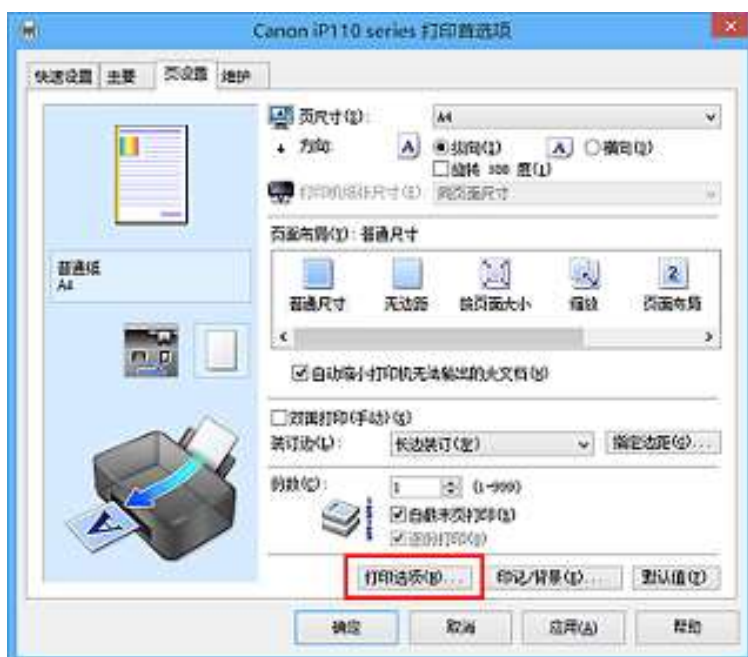 Canon iP110 series 打印首选项
快速设置 主要 页设置 维护
页尺寸(Z): A4
方向: A 纵向(I) A 横向(O)
旋转 180 度(I)
打印机纸张尺寸(E) 同页面尺寸
页面布局(Y): 普通尺寸
普通纸
A4
普通尺寸 无边距 缩放 页面布局
自动缩小打印机无法输出的大文档(W)
双面打印(手动)(X)
装订边(L): 长边装订(左) 指定边距(G)...
份数(C): 1 (1-999)
自最末页打印(T)
逐份打印(O)
打印选项(N)... 印记/背景(P)... 默认值(F)
确定 取消 应用(A) 帮助